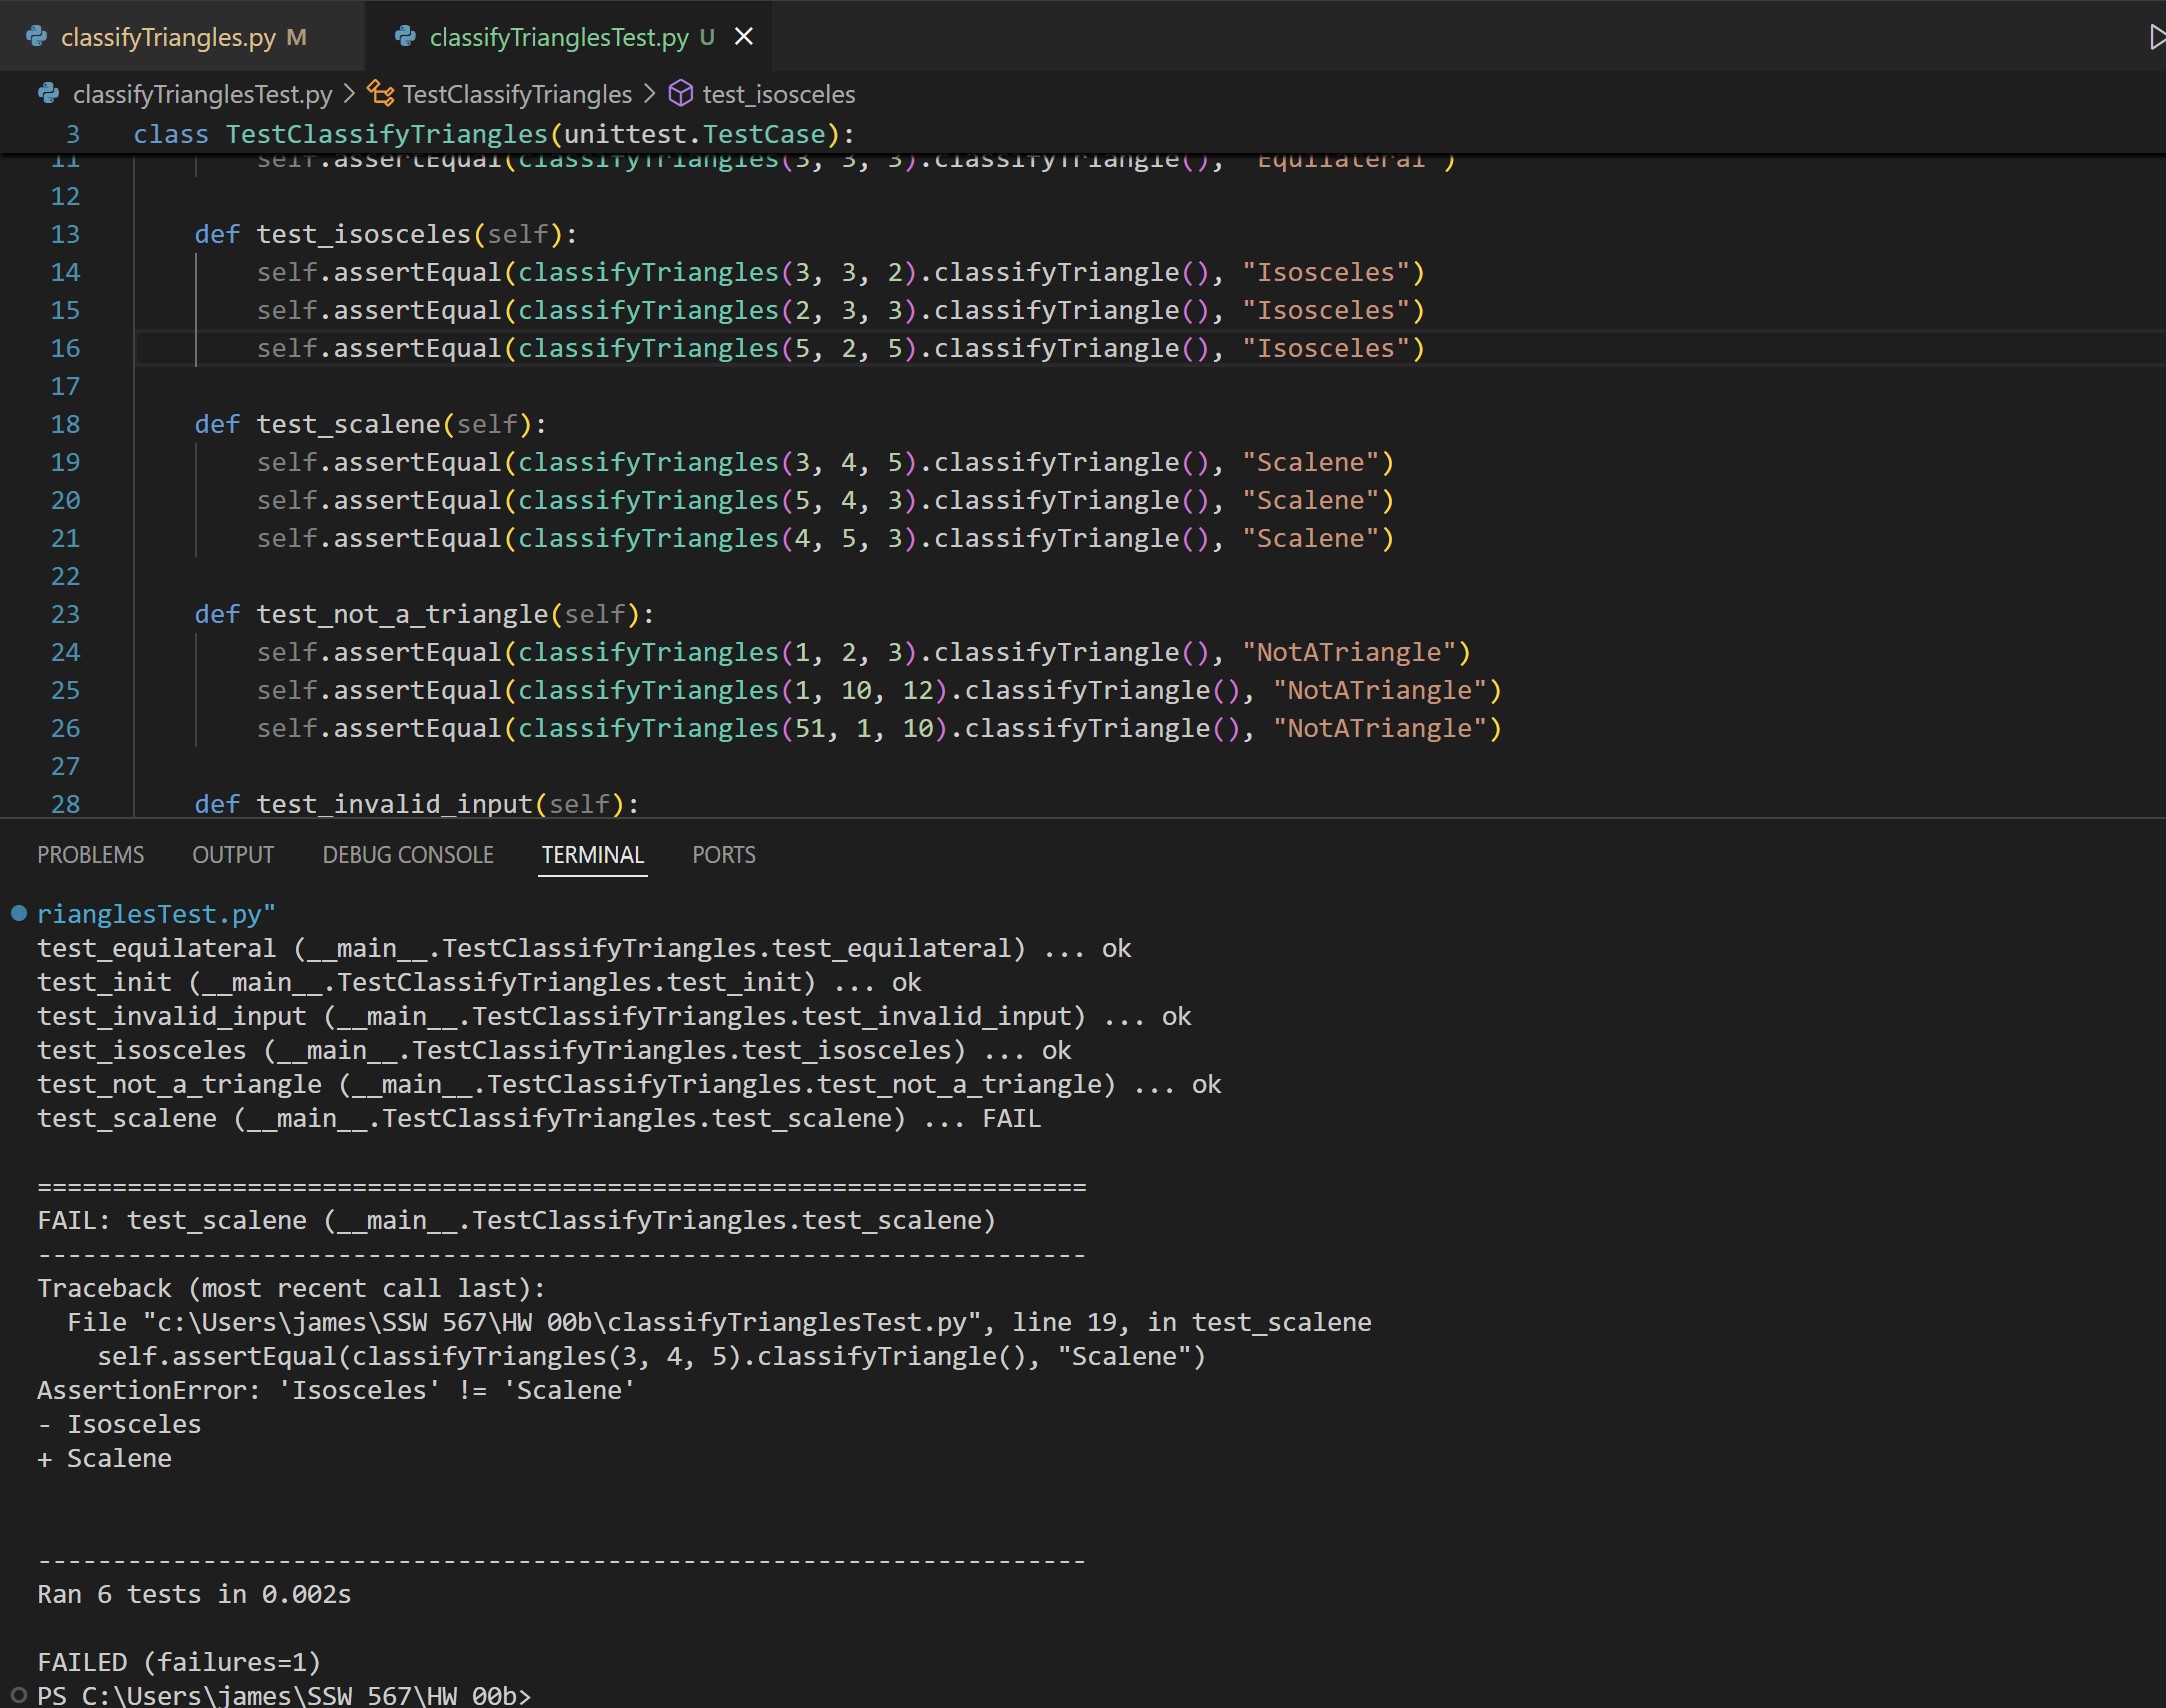 classifyTriangles.py M classifyTrianglesTest.py U
classifyTrianglesTest.py > TestClassifyTriangles > test_isosceles
3 class TestClassifyTriangles(unittest.TestCase):
11 self.assertEqual(classifyTriangles(3, 3, 3).classifyTriangle(), "Equilateral")
12
13 def test_isosceles(self):
14 self.assertEqual(classifyTriangles(3, 3, 2).classifyTriangle(), "Isosceles")
15 self.assertEqual(classifyTriangles(2, 3, 3).classifyTriangle(), "Isosceles")
16 self.assertEqual(classifyTriangles(5, 2, 5).classifyTriangle(), "Isosceles")
17
18 def test_scalene(self):
19 self.assertEqual(classifyTriangles(3, 4, 5).classifyTriangle(), "Scalene")
20 self.assertEqual(classifyTriangles(5, 4, 3).classifyTriangle(), "Scalene")
21 self.assertEqual(classifyTriangles(4, 5, 3).classifyTriangle(), "Scalene")
22
23 def test_not_a_triangle(self):
24 self.assertEqual(classifyTriangles(1, 2, 3).classifyTriangle(), "NotATriangle")
25 self.assertEqual(classifyTriangles(1, 10, 12).classifyTriangle(), "NotATriangle")
26 self.assertEqual(classifyTriangles(51, 1, 10).classifyTriangle(), "NotATriangle")
27
28 def test_invalid_input(self):
PROBLEMS OUTPUT DEBUG CONSOLE TERMINAL PORTS
rianglesTest.py"
test_equilateral (__main__.TestClassifyTriangles.test_equilateral) ... ok
test_init (__main__.TestClassifyTriangles.test_init) ... ok
test_invalid_input (__main__.TestClassifyTriangles.test_invalid_input) ... ok
test_isosceles (__main__.TestClassifyTriangles.test_isosceles) ... ok
test_not_a_triangle (__main__.TestClassifyTriangles.test_not_a_triangle) ... ok
test_scalene (__main__.TestClassifyTriangles.test_scalene) ... FAIL
======================================================================
FAIL: test_scalene (__main__.TestClassifyTriangles.test_scalene)
----------------------------------------------------------------------
Traceback (most recent call last):
File "c:\Users\james\SSW 567\HW 00b\classifyTrianglesTest.py", line 19, in test_scalene
self.assertEqual(classifyTriangles(3, 4, 5).classifyTriangle(), "Scalene")
AssertionError: 'Isosceles' != 'Scalene'
- Isosceles
+ Scalene
----------------------------------------------------------------------
Ran 6 tests in 0.002s
FAILED (failures=1)
PS C:\Users\james\SSW 567\HW 00b>